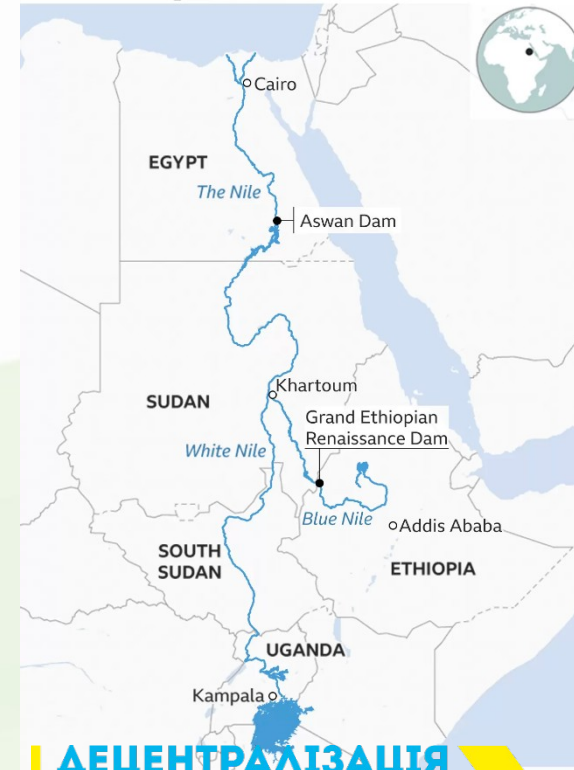 Cairo
EGYPT
The Nile
Aswan Dam
Khartoum
SUDAN
Grand Ethiopian
Renaissance Dam
White Nile
Blue Nile
Addis Ababa
SOUTH
SUDAN
ETHIOPIA
UGANDA
Kampala
ДЕЦЕНТРАЛІЗАЦІЯ